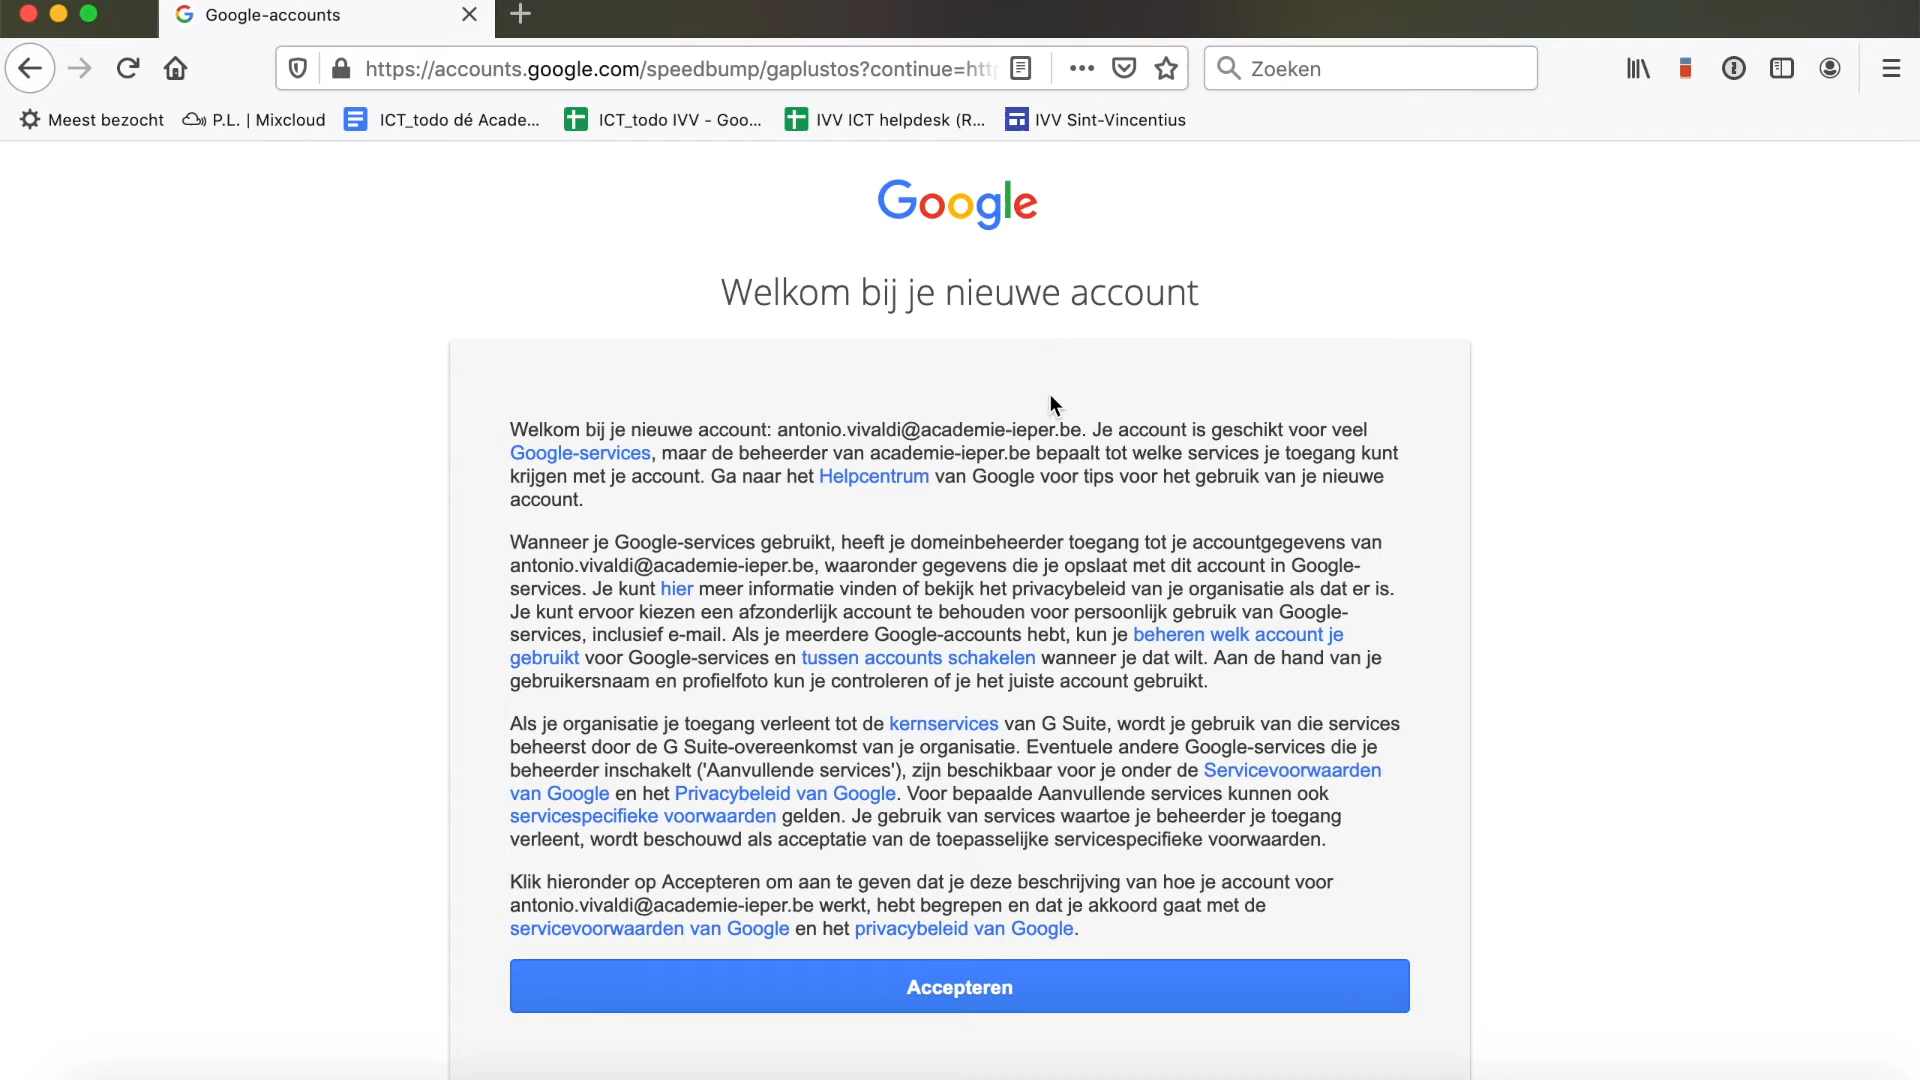 Google-accounts
https://accounts.google.com/speedbump/gaplustos?continue=htt
Zoeken
Meest bezocht P.L. | Mixcloud ICT_todo dé Acade... ICT_todo IVV - Goo... IVV ICT helpdesk (R... IVV Sint-Vincentius
Google
Welkom bij je nieuwe account
Welkom bij je nieuwe account: antonio.vivaldi@academie-ieper.be. Je account is geschikt voor veel
Google-services, maar de beheerder van academie-ieper.be bepaalt tot welke services je toegang kunt
krijgen met je account. Ga naar het Helpcentrum van Google voor tips voor het gebruik van je nieuwe
account.
Wanneer je Google-services gebruikt, heeft je domeinbeheerder toegang tot je accountgegevens van
antonio.vivaldi@academie-ieper.be, waaronder gegevens die je opslaat met dit account in Google-
services. Je kunt hier meer informatie vinden of bekijk het privacybeleid van je organisatie als dat er is.
Je kunt ervoor kiezen een afzonderlijk account te behouden voor persoonlijk gebruik van Google-
services, inclusief e-mail. Als je meerdere Google-accounts hebt, kun je beheren welk account je
gebruikt voor Google-services en tussen accounts schakelen wanneer je dat wilt. Aan de hand van je
gebruikersnaam en profielfoto kun je controleren of je het juiste account gebruikt.
Als je organisatie je toegang verleent tot de kernservices van G Suite, wordt je gebruik van die services
beheerst door de G Suite-overeenkomst van je organisatie. Eventuele andere Google-services die je
beheerder inschakelt ('Aanvullende services'), zijn beschikbaar voor je onder de Servicevoorwaarden
van Google en het Privacybeleid van Google. Voor bepaalde Aanvullende services kunnen ook
servicespecifieke voorwaarden gelden. Je gebruik van services waartoe je beheerder je toegang
verleent, wordt beschouwd als acceptatie van de toepasselijke servicespecifieke voorwaarden.
Klik hieronder op Accepteren om aan te geven dat je deze beschrijving van hoe je account voor
antonio.vivaldi@academie-ieper.be werkt, hebt begrepen en dat je akkoord gaat met de
servicevoorwaarden van Google en het privacybeleid van Google.
Accepteren